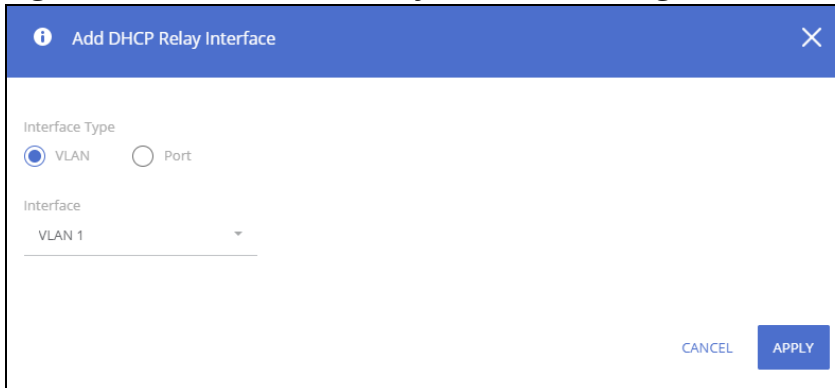 Add DHCP Relay Interface
Interface Type
VLAN Port
Interface
VLAN 1
CANCEL APPLY